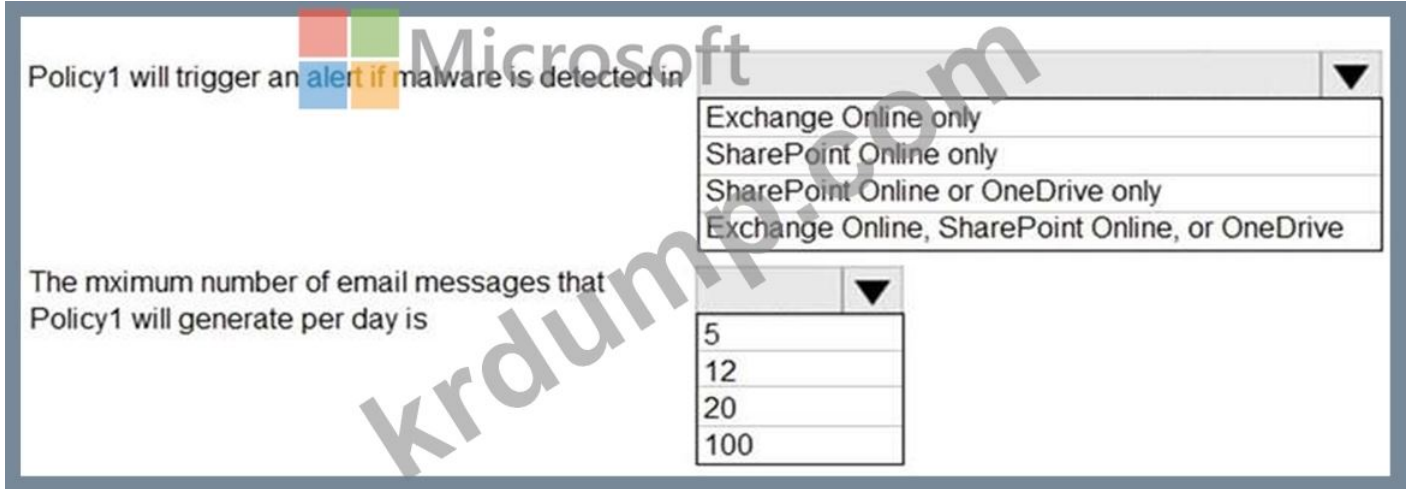 Microsoft
Policy1 will trigger an alert if malware is detected in
Exchange Online only
SharePoint Online only
SharePoint Online or OneDrive only
Exchange Online, SharePoint Online, or OneDrive
The mximum number of email messages that
Policy1 will generate per day is
5
12
20
100
krdump.com